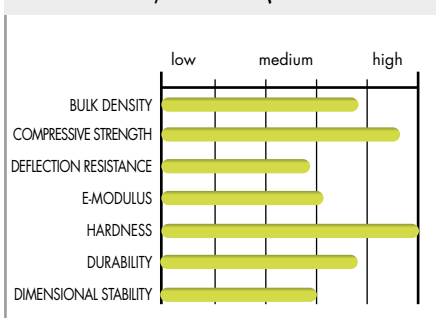 low medium high
BULK DENSITY
COMPRESSIVE STRENGTH
DEFLECTION RESISTANCE
E-MODULUS
HARDNESS
DURABILITY
DIMENSIONAL STABILITY